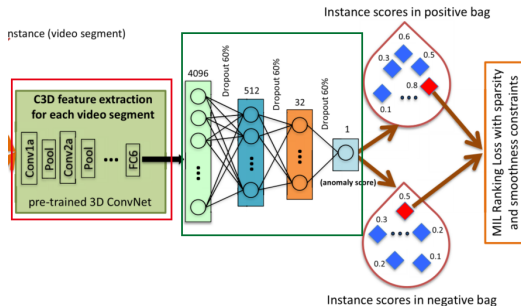 Instance scores in positive bag
nstance (video segment)
C3D feature extraction
for each video segment
Conv1a
Pool
Conv2a
Pool
...
FC6
pre-trained 3D ConvNet
4096
Dropout 60%
512
Dropout 60%
32
Dropout 60%
1
(anomaly score)
0.6
0.3
0.5
0.8
0.1
0.5
0.3
0.2
0.2
0.1
MIL Ranking Loss with sparsity
and smoothness constraints
Instance scores in negative bag